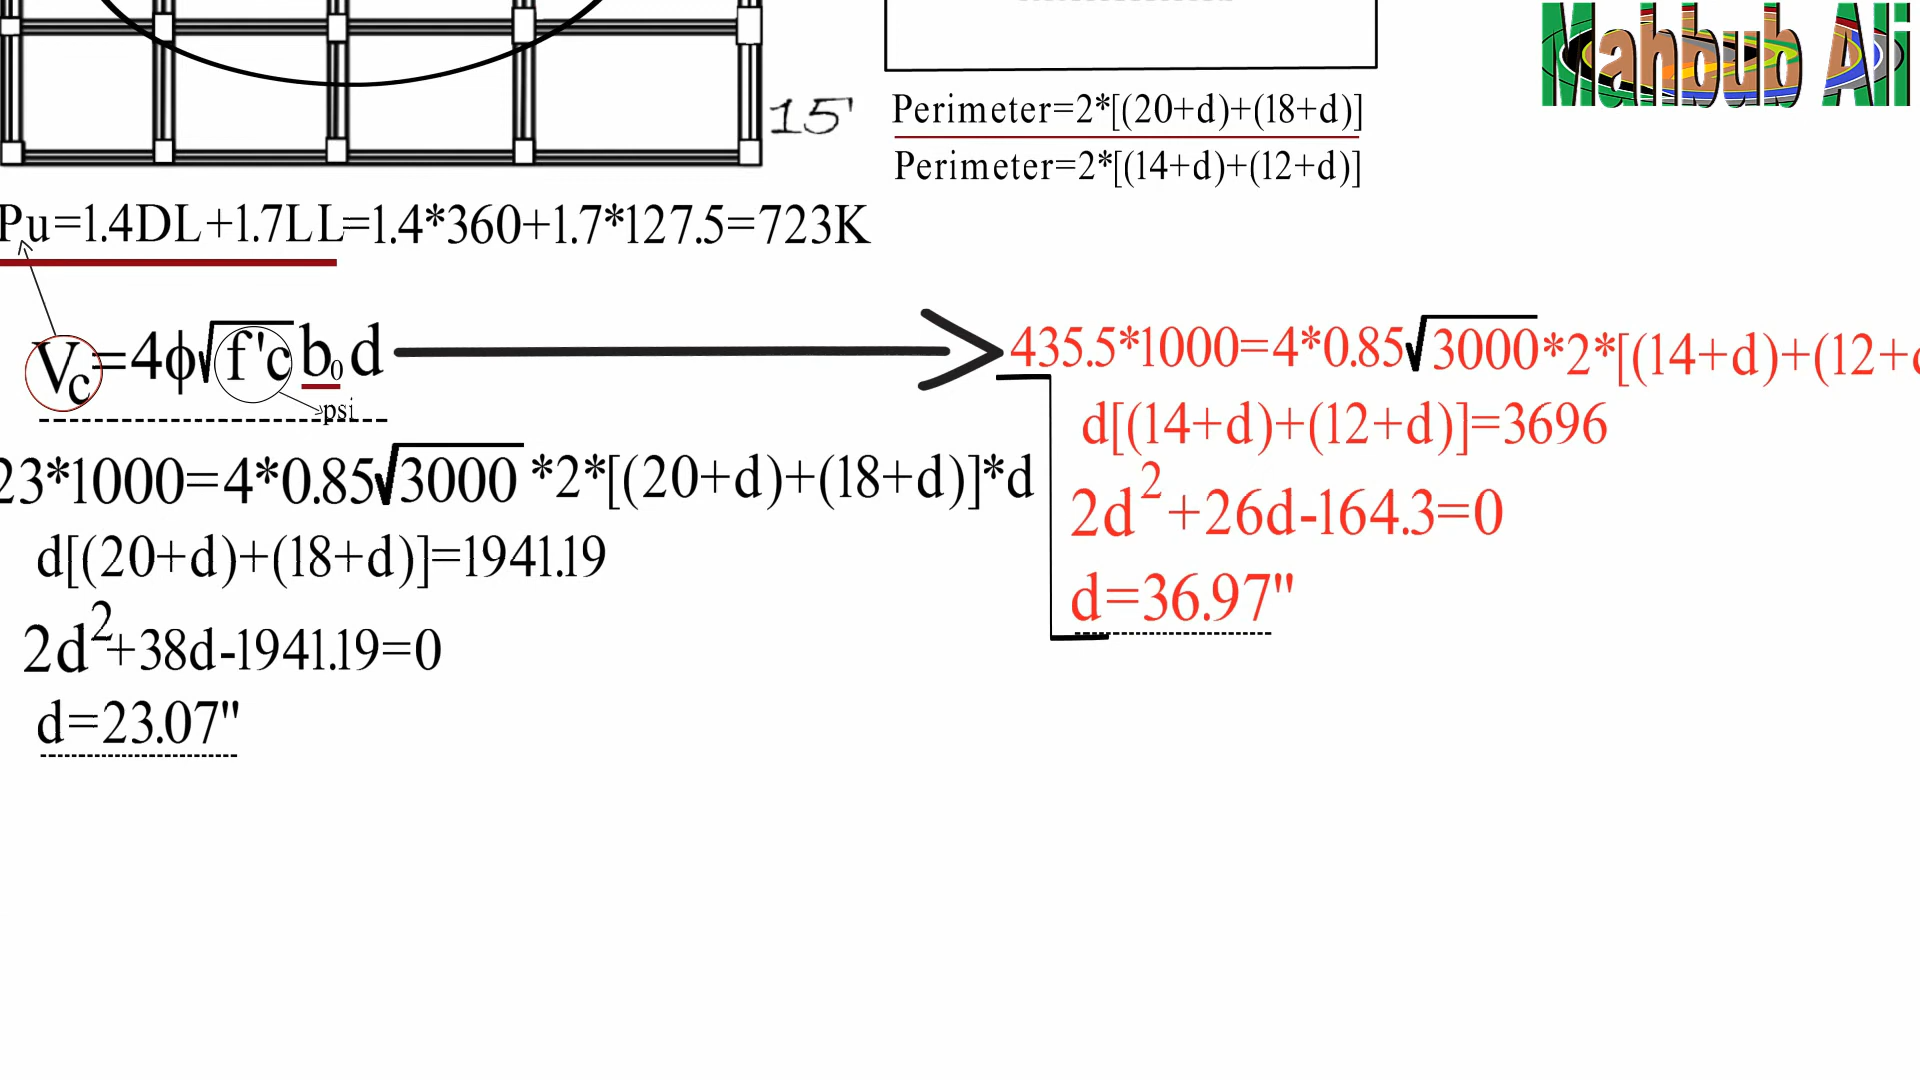 Mahbub Ali
15'
Perimeter=2*[(20+d)+(18+d)]
Perimeter=2*[(14+d)+(12+d)]
Pu=1.4DL+1.7LL=1.4*360+1.7*127.5=723K
Vc=4ϕ√f'c b₀d
psi
23*1000=4*0.85√3000 *2*[(20+d)+(18+d)]*d
d[(20+d)+(18+d)]=1941.19
2d²+38d-1941.19=0
d=23.07"
435.5*1000=4*0.85√3000*2*[(14+d)+(12+
d[(14+d)+(12+d)]=3696
2d²+26d-164.3=0
d=36.97"